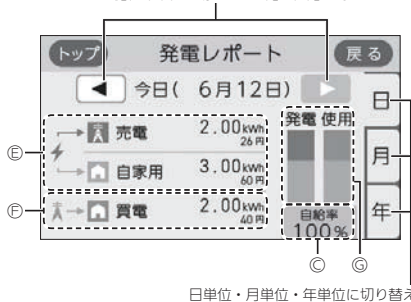 トップ 発電レポート 戻る
◀ 今日( 6月12日) ▶ 日
発電 使用
Ⓔ 売電 2.00kWh
26円
月
自家用 3.00kWh
60円
Ⓕ 買電 2.00kWh
40円
自給率 年
100%
Ⓒ Ⓖ
日単位・月単位・年単位に切り替え